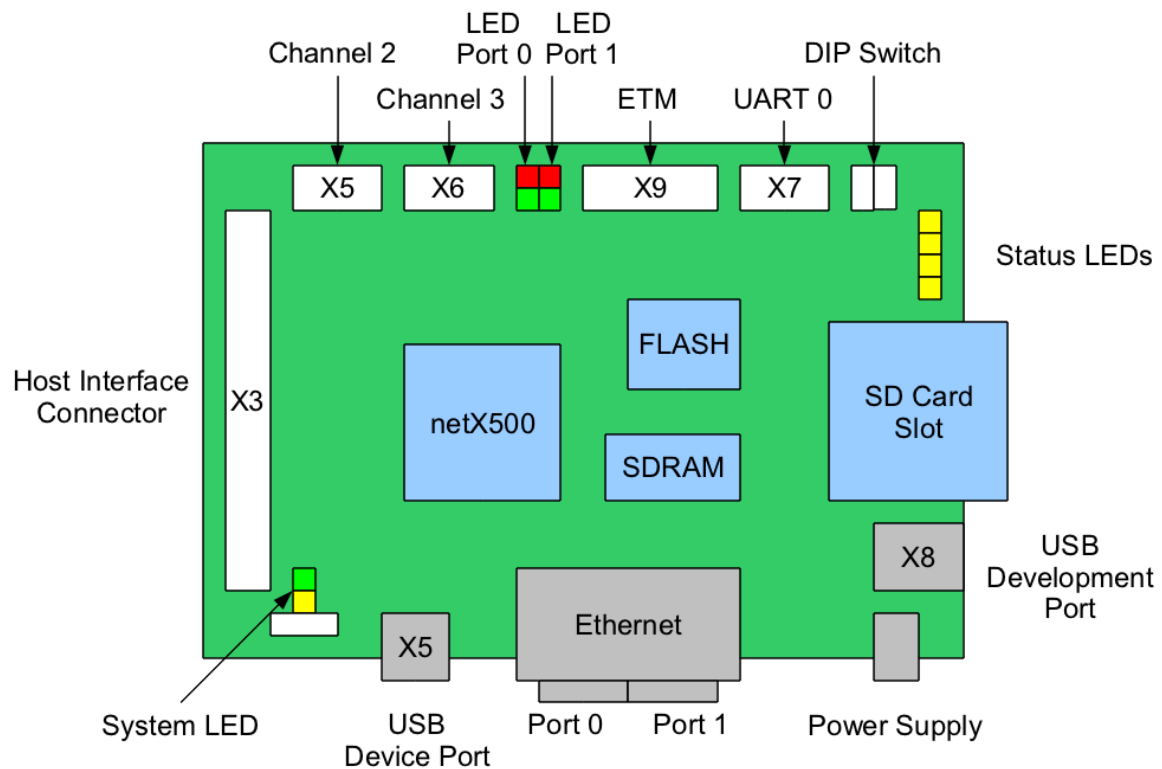 LED
Port 0
LED
Port 1
Channel 2
DIP Switch
Channel 3
ETM
UART 0
X5
X6
X9
X7
Status LEDs
FLASH
Host Interface
Connector
X3
netX500
SD Card
Slot
SDRAM
X8
USB
Development
Port
Ethernet
X5
System LED
USB
Device Port
Port 0
Port 1
Power Supply